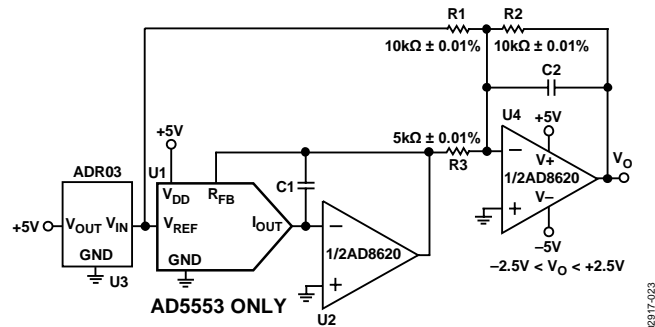 R1
R2
10kΩ ± 0.01%
10kΩ ± 0.01%
C2
U4
+5V
5kΩ ± 0.01%
R3
+5V
V+
VO
ADR03
U1
VDD
RFB
C1
1/2AD8620
+5V
VOUT
VIN
VREF
IOUT
V–
GND
U3
GND
1/2AD8620
–5V
–2.5V < VO < +2.5V
AD5553 ONLY
U2
02917-023
−
+
−
+